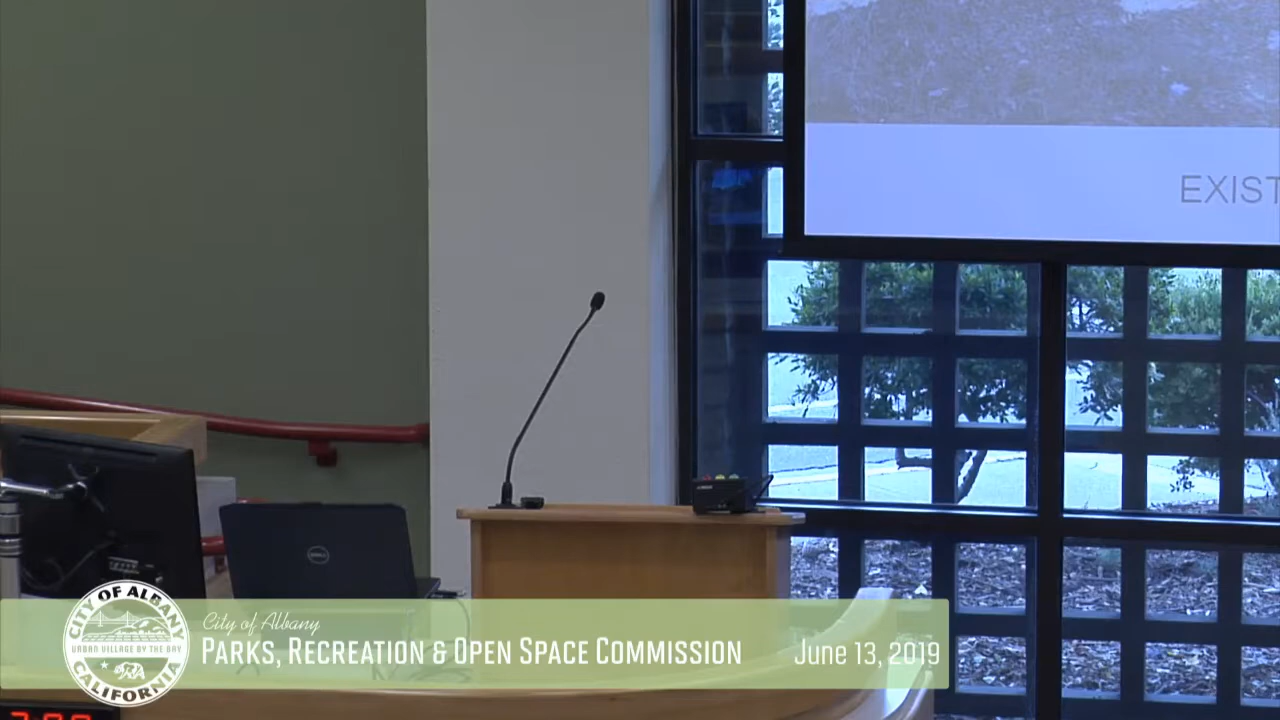 EXIST
DELL
CITY OF ALBANY
URBAN VILLAGE BY THE BAY
CALIFORNIA
City of Albany
PARKS, RECREATION & OPEN SPACE COMMISSION
June 13, 2019